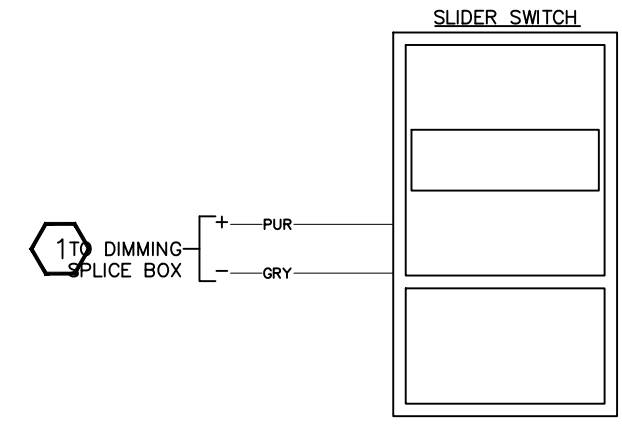 SLIDER SWITCH
+ PUR
1 TO DIMMING
SPLICE BOX
- GRY